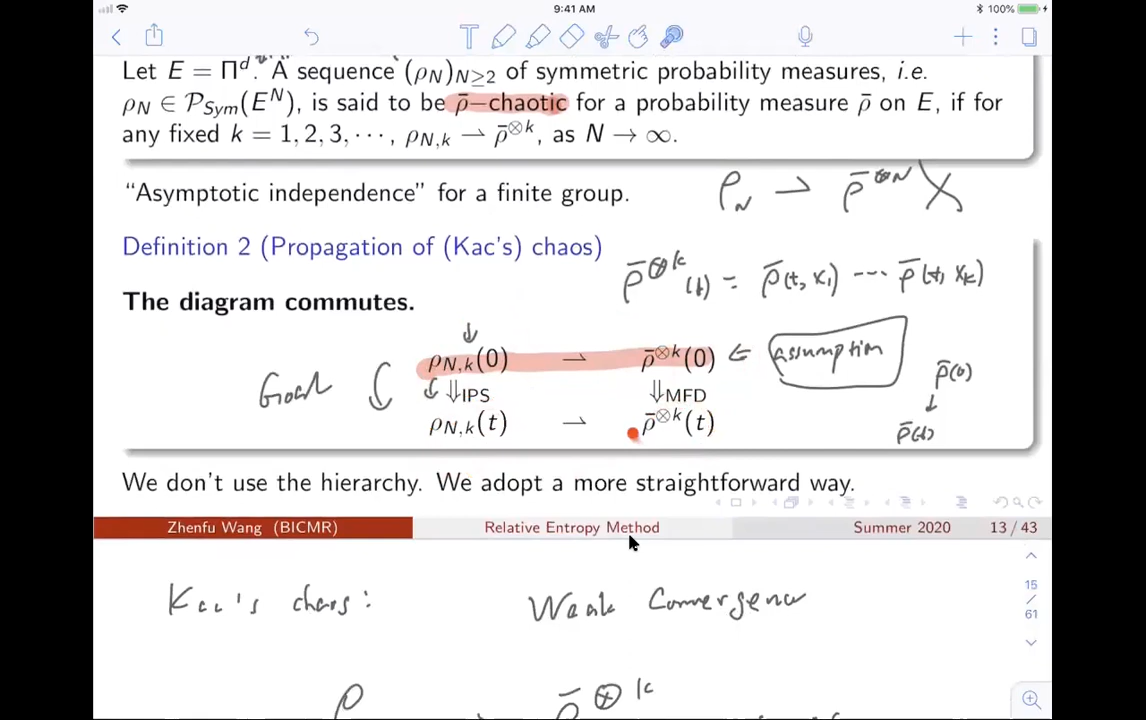 9:41 AM
100%
Let E = Π^d. A sequence (ρ_N)_{N≥2} of symmetric probability measures, i.e.
ρ_N ∈ P_{Sym}(E^N), is said to be ρ̄−chaotic for a probability measure ρ̄ on E, if for
any fixed k = 1, 2, 3, ⋯, ρ_{N,k} ⇀ ρ̄^{⊗k}, as N → ∞.
"Asymptotic independence" for a finite group.
ρ_N ⇀ ρ̄^{⊗N} X
Definition 2 (Propagation of (Kac's) chaos)
ρ̄^{⊗k}(t) = ρ̄(t, x_1) ⋯ ρ̄(t, x_k)
The diagram commutes.
ρ_{N,k}(0) ⇀ ρ̄^{⊗k}(0) ⇐ assumption
Goal ⇓IPS ⇓MFD
ρ̄(0)
↓
ρ̄(t)
ρ_{N,k}(t) ⇀ ρ̄^{⊗k}(t)
We don't use the hierarchy. We adopt a more straightforward way.
Zhenfu Wang (BICMR) Relative Entropy Method Summer 2020 13 / 43
15
/
61
Kac's chaos: Weak Convergence
ρ ρ̄^{⊗k}